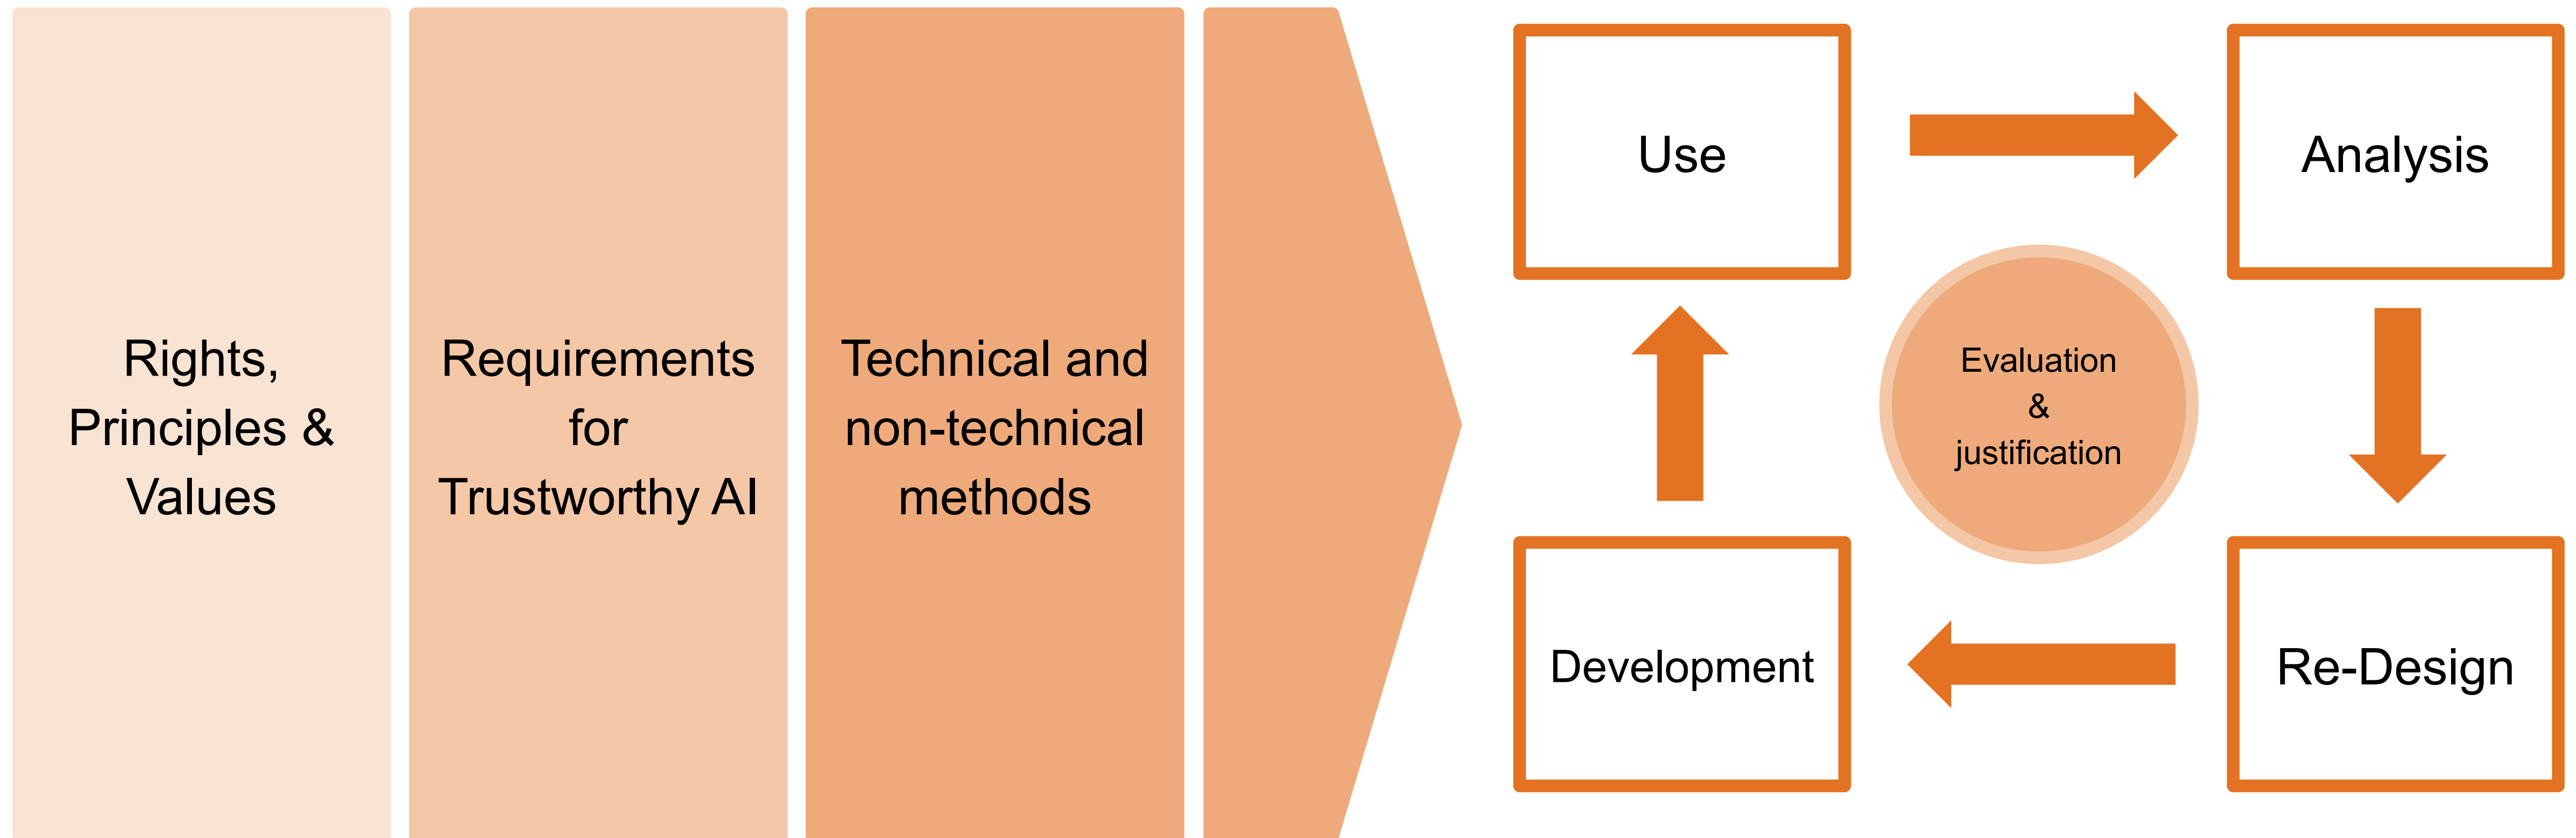 Rights,
Principles &
Values
Requirements
for
Trustworthy AI
Technical and
non-technical
methods
Use
Analysis
Evaluation
&
justification
Development
Re-Design